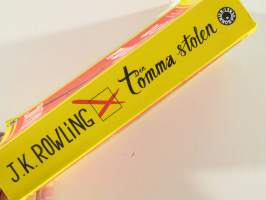 J.K. ROWLING
Den
tomma stolen